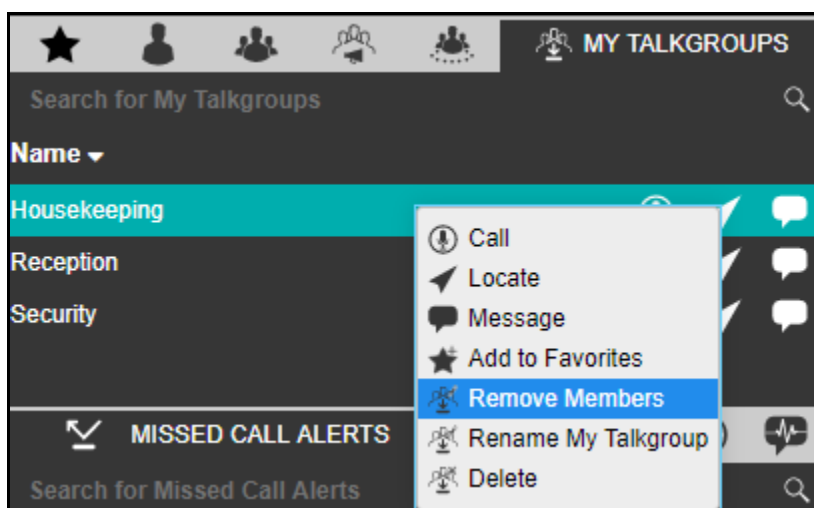 MY TALKGROUPS
Search for My Talkgroups
Name
Housekeeping
Reception
Security
Call
Locate
Message
Add to Favorites
Remove Members
Rename My Talkgroup
Delete
MISSED CALL ALERTS
Search for Missed Call Alerts